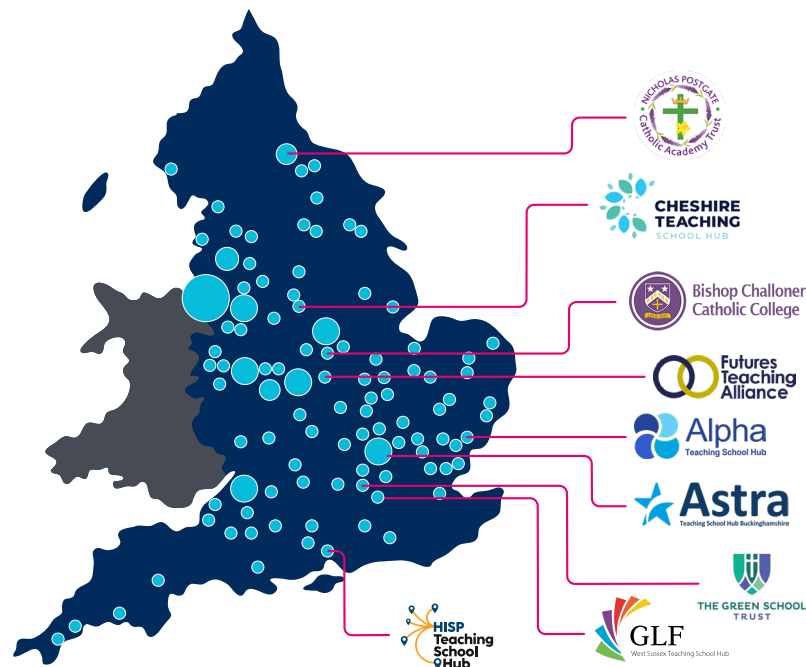 NICHOLAS POSTGATE
Catholic Academy Trust
CHESHIRE
TEACHING
SCHOOL HUB
Bishop Challoner
Catholic College
Futures
Teaching
Alliance
Alpha
Teaching School Hub
Astra
Teaching School Hub Buckinghamshire
THE GREEN SCHOOL
TRUST
HISP
Teaching
School
Hub
GLF
West Sussex Teaching School Hub